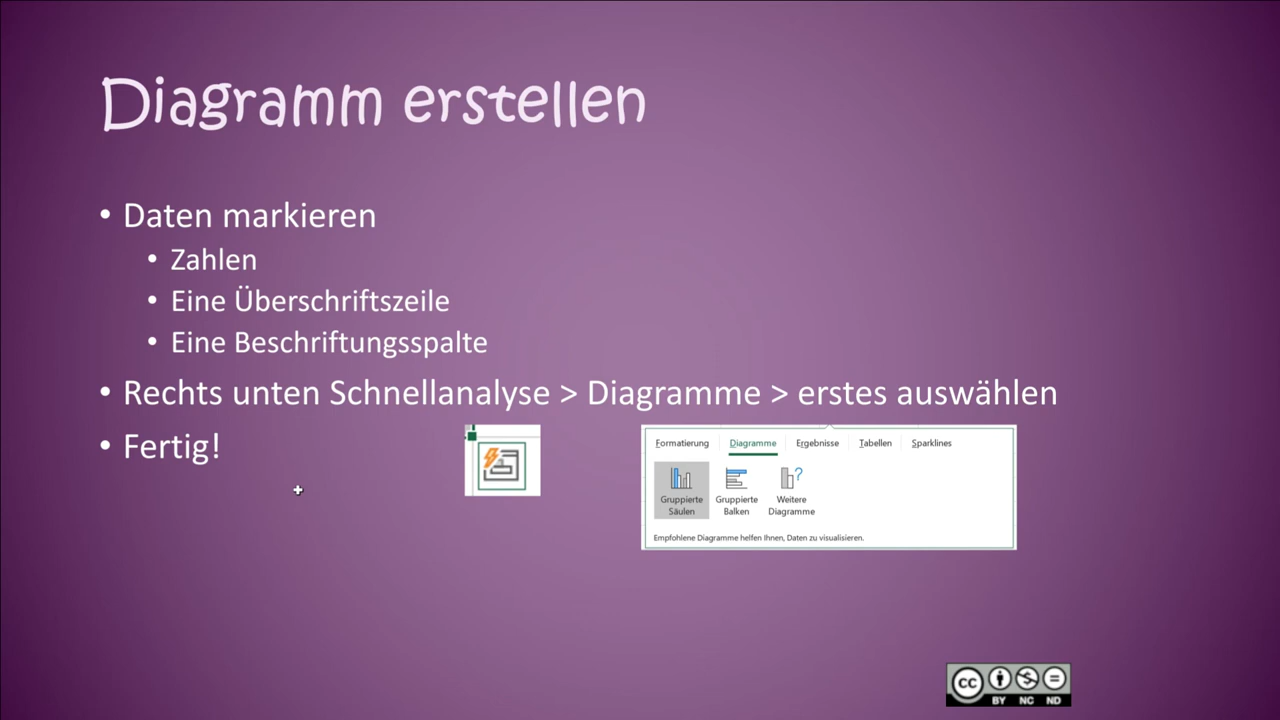 Diagramm erstellen
• Daten markieren
• Zahlen
• Eine Überschriftszeile
• Eine Beschriftungsspalte
• Rechts unten Schnellanalyse > Diagramme > erstes auswählen
• Fertig!
Formatierung Diagramme Ergebnisse Tabellen Sparklines
Gruppierte Säulen
Gruppierte Balken
Weitere Diagramme
Empfohlene Diagramme helfen Ihnen, Daten zu visualisieren.
CC BY NC ND